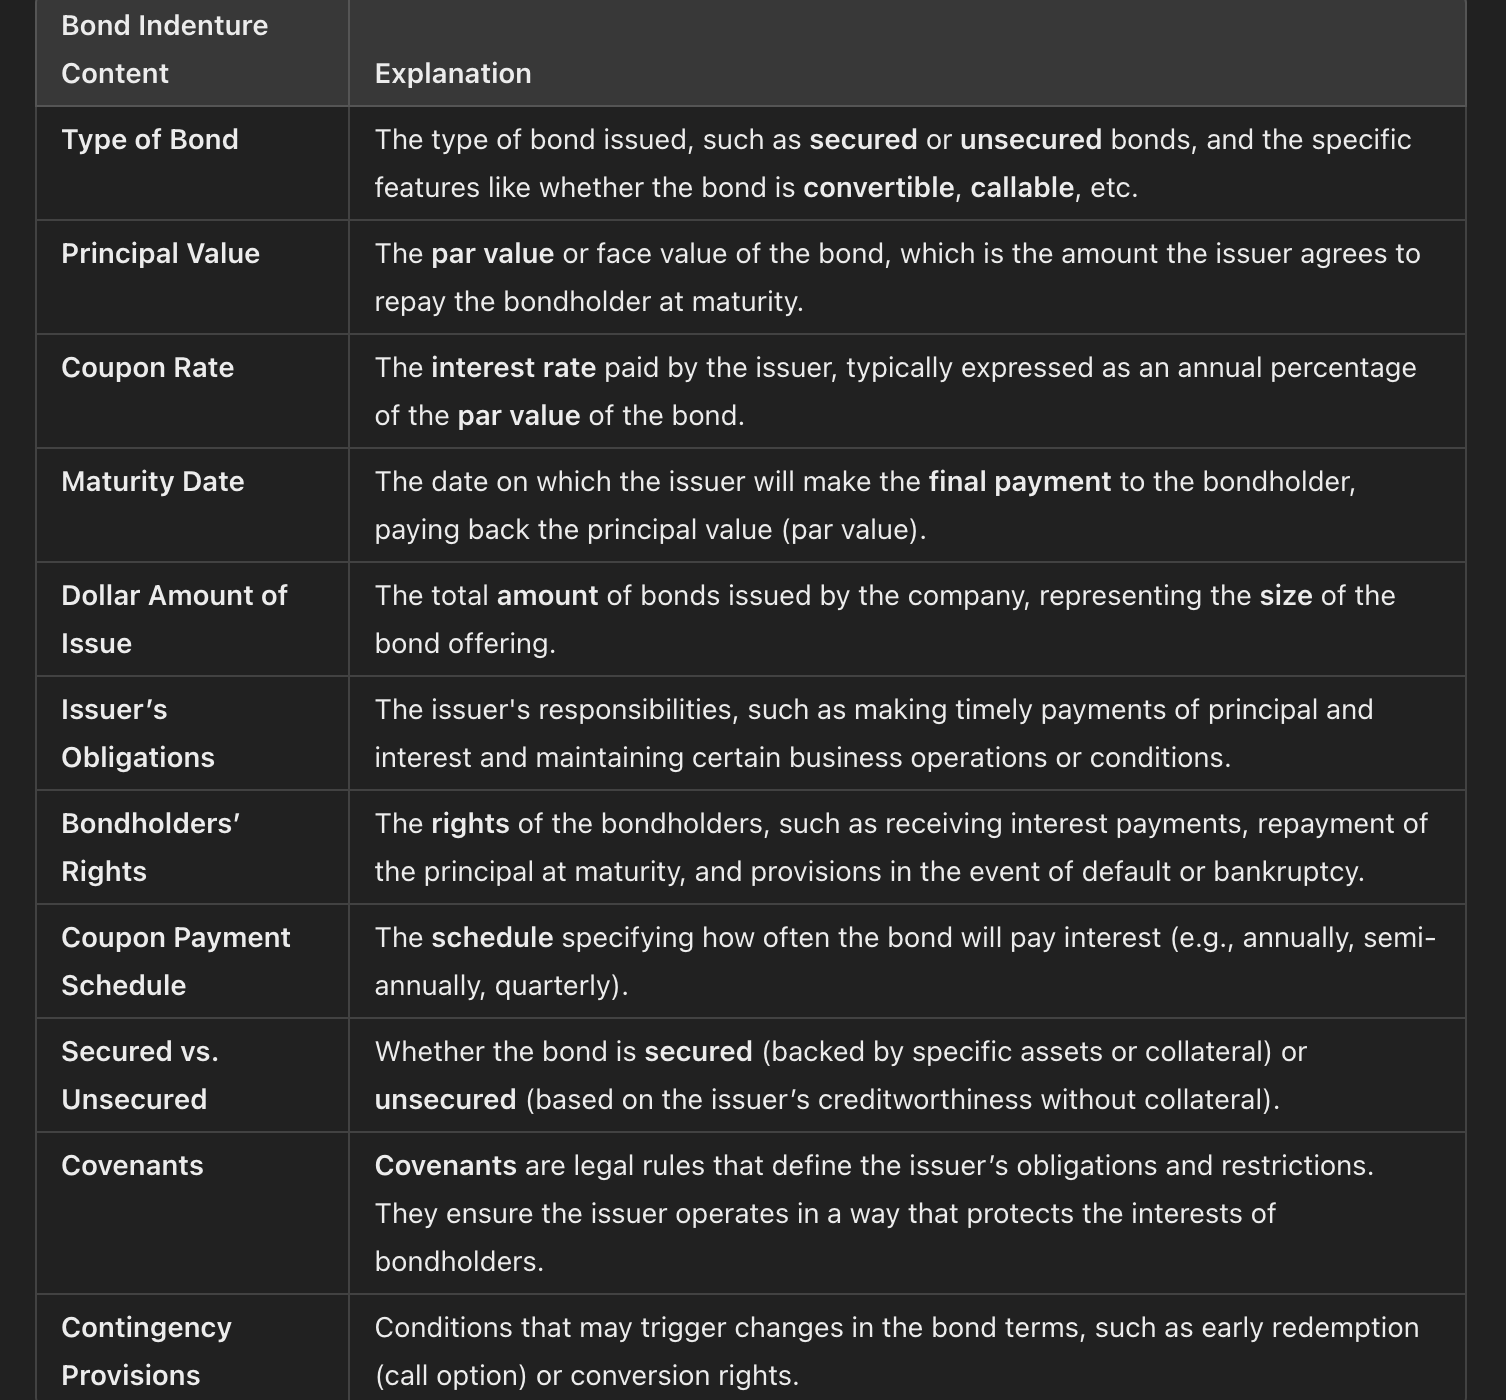 Bond Indenture
Content
Explanation
Type of Bond
The type of bond issued, such as secured or unsecured bonds, and the specific
features like whether the bond is convertible, callable, etc.
Principal Value
The par value or face value of the bond, which is the amount the issuer agrees to
repay the bondholder at maturity.
Coupon Rate
The interest rate paid by the issuer, typically expressed as an annual percentage
of the par value of the bond.
Maturity Date
The date on which the issuer will make the final payment to the bondholder,
paying back the principal value (par value).
Dollar Amount of
Issue
The total amount of bonds issued by the company, representing the size of the
bond offering.
Issuer’s
Obligations
The issuer's responsibilities, such as making timely payments of principal and
interest and maintaining certain business operations or conditions.
Bondholders’
Rights
The rights of the bondholders, such as receiving interest payments, repayment of
the principal at maturity, and provisions in the event of default or bankruptcy.
Coupon Payment
Schedule
The schedule specifying how often the bond will pay interest (e.g., annually, semi-
annually, quarterly).
Secured vs.
Unsecured
Whether the bond is secured (backed by specific assets or collateral) or
unsecured (based on the issuer’s creditworthiness without collateral).
Covenants
Covenants are legal rules that define the issuer’s obligations and restrictions.
They ensure the issuer operates in a way that protects the interests of
bondholders.
Contingency
Provisions
Conditions that may trigger changes in the bond terms, such as early redemption
(call option) or conversion rights.